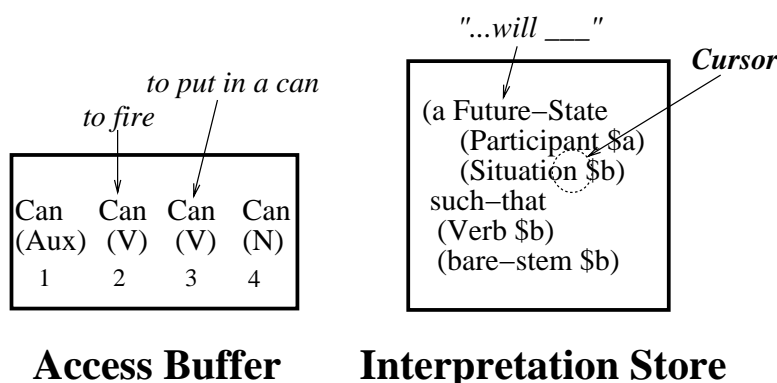 "...will ___"
Cursor
to put in a can
to fire
(a Future−State
(Participant $a)
(Situation $b)
such−that
(Verb $b)
(bare−stem $b)
Can Can Can Can
(Aux) (V) (V) (N)
1 2 3 4
Access Buffer Interpretation Store